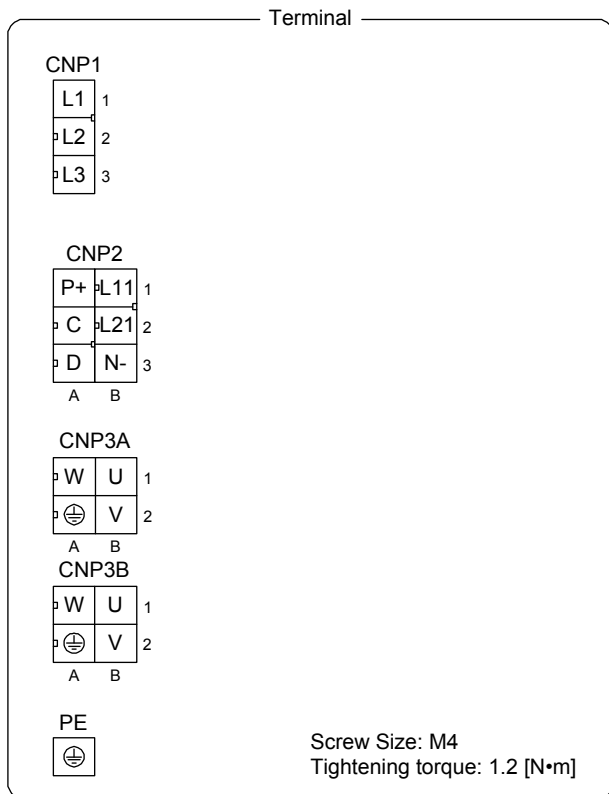 Terminal
CNP1
L1 1
L2 2
L3 3
CNP2
P+ L11 1
C L21 2
D N- 3
A B
CNP3A
W U 1
V 2
A B
CNP3B
W U 1
V 2
A B
PE
Screw Size: M4
Tightening torque: 1.2 [N•m]